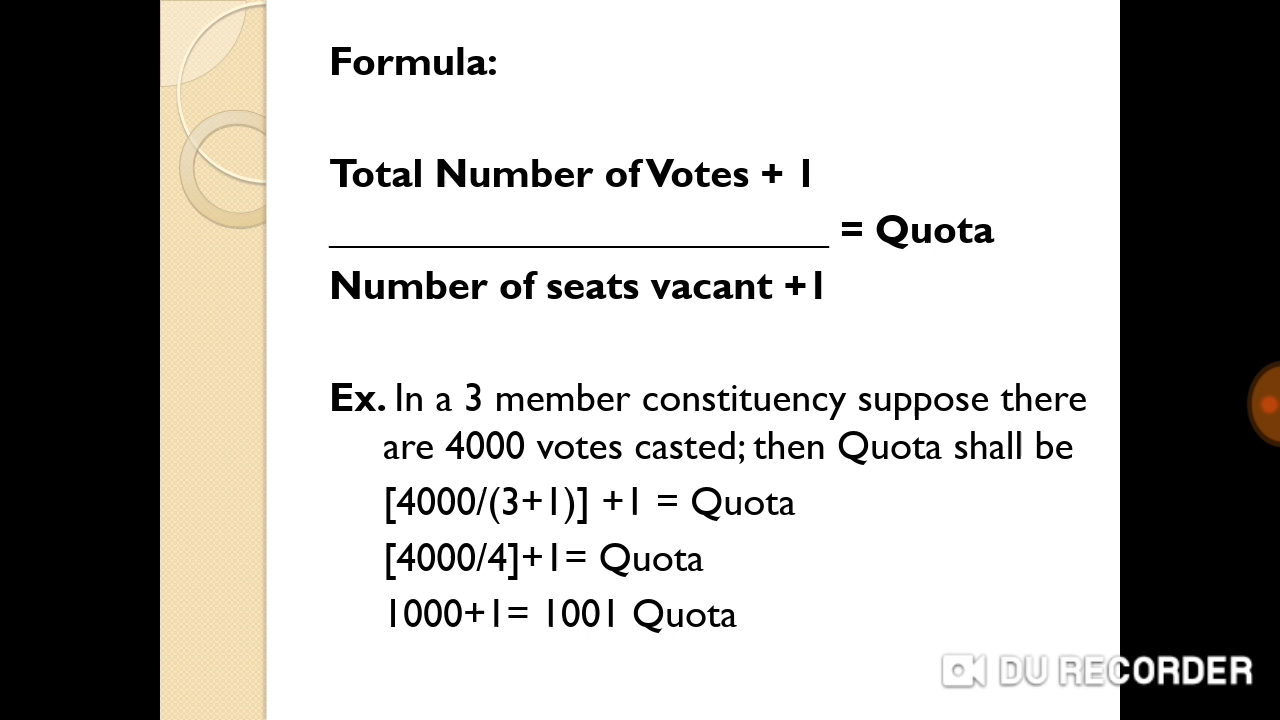 Formula:
Total Number of Votes + 1
____________________ = Quota
Number of seats vacant +1
Ex. In a 3 member constituency suppose there
are 4000 votes casted; then Quota shall be
[4000/(3+1)] +1 = Quota
[4000/4]+1= Quota
1000+1= 1001 Quota
DU RECORDER